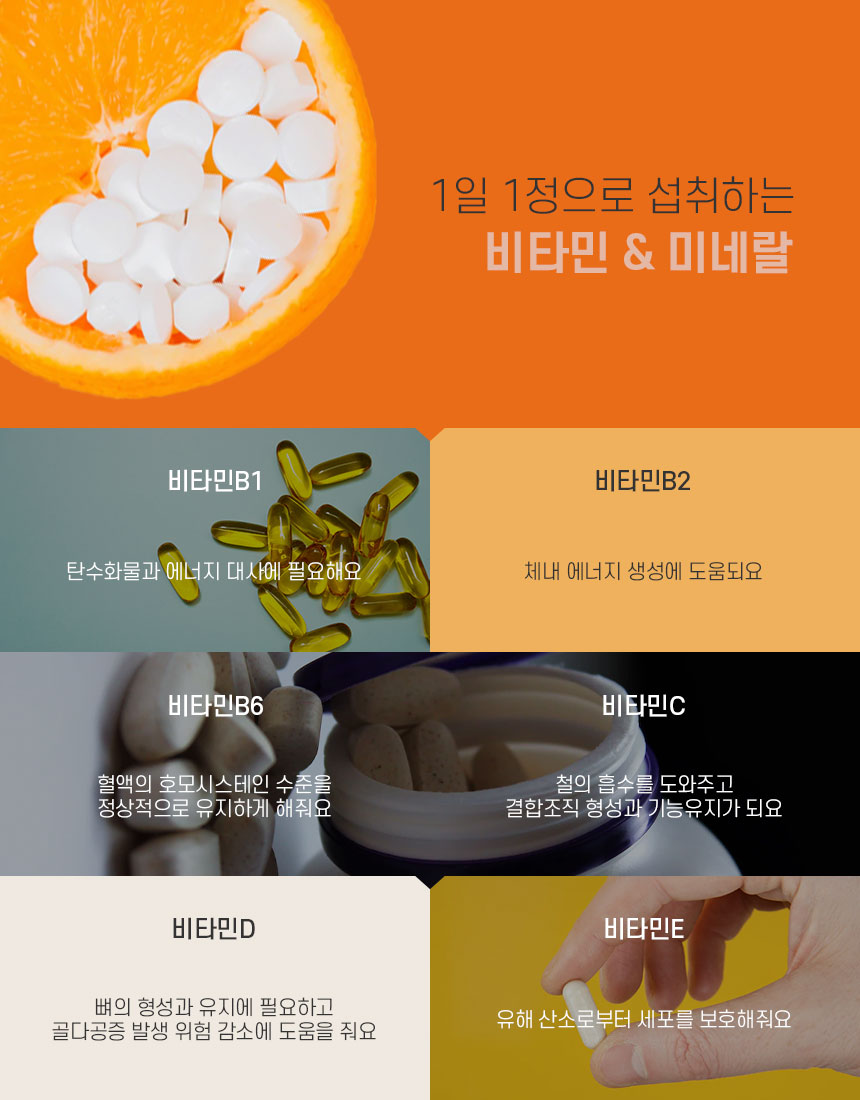 1일 1정으로 섭취하는
비타민 & 미네랄
비타민B1
탄수화물과 에너지 대사에 필요해요
비타민B2
체내 에너지 생성에 도움되요
비타민B6
혈액의 호모시스테인 수준을
정상적으로 유지하게 해줘요
비타민C
철의 흡수를 도와주고
결합조직 형성과 기능유지가 되요
비타민D
뼈의 형성과 유지에 필요하고
골다공증 발생 위험 감소에 도움을 줘요
비타민E
유해 산소로부터 세포를 보호해줘요